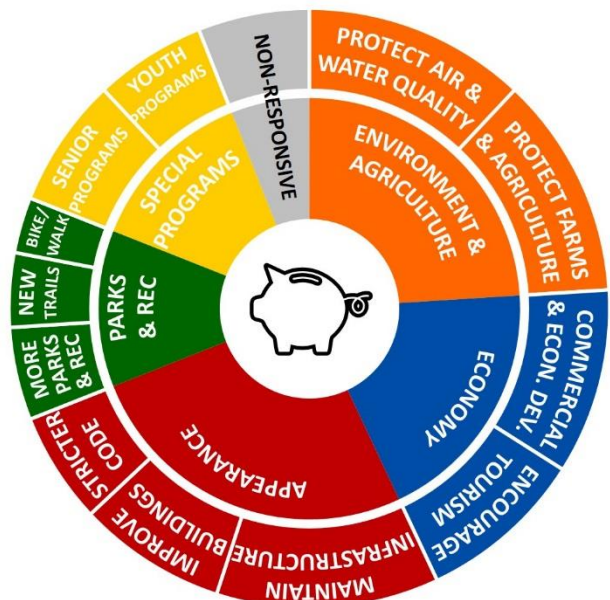 PROTECT AIR &
WATER QUALITY
PROTECT FARMS
& AGRICULTURE
ENVIRONMENT &
AGRICULTURE
COMMERCIAL
& ECON. DEV.
ENCOURAGE
TOURISM
ECONOMY
MAINTAIN
INFRASTRUCTURE
IMPROVE
BUILDINGS
STRICTER
CODE
APPEARANCE
MORE
PARKS
& REC
NEW
TRAILS
BIKE/
WALK
PARKS
& REC
SENIOR
PROGRAMS
YOUTH
PROGRAMS
SPECIAL
PROGRAMS
NON-RESPONSIVE